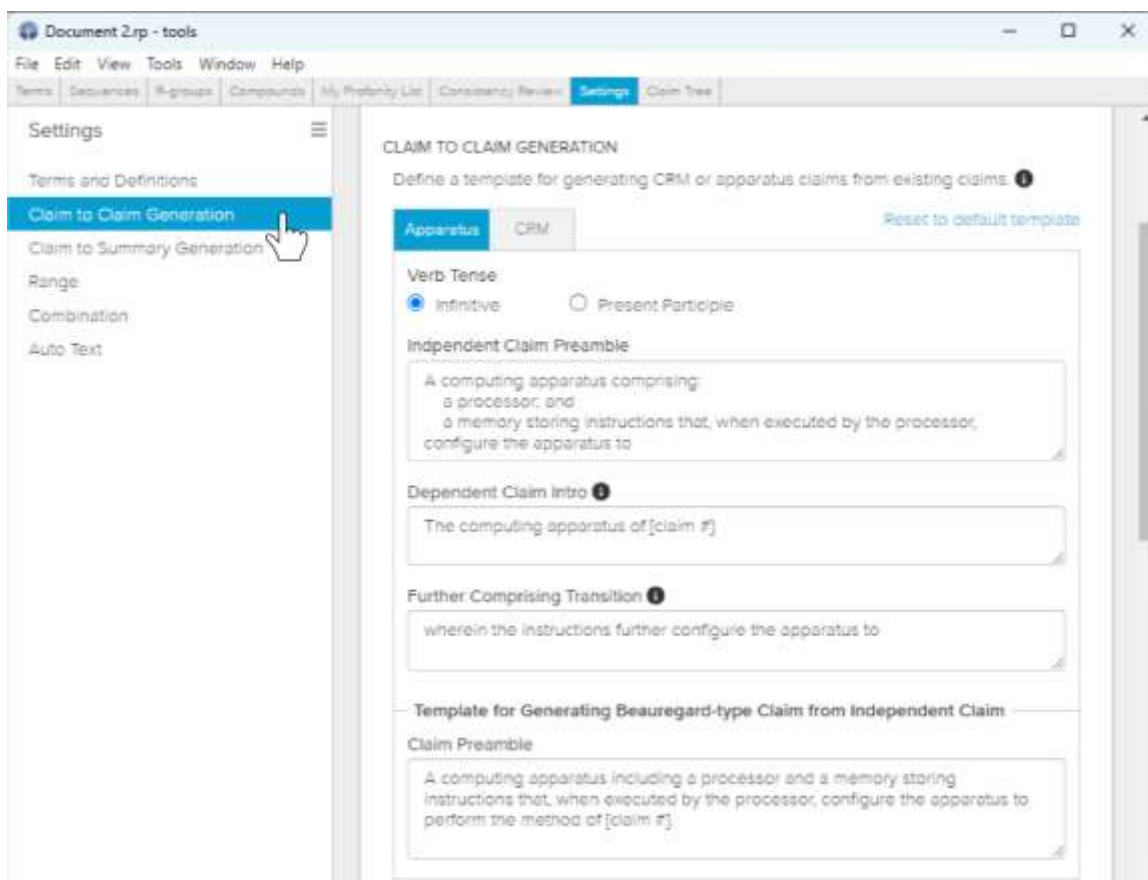 Document 2.rp - tools
File Edit View Tools Window Help
Terms Sequences R-groups Compounds My Profanity List Consistency Review Settings Claim Tree
Settings
Terms and Definitions
Claim to Claim Generation
Claim to Summary Generation
Range
Combination
Auto Text
CLAIM TO CLAIM GENERATION
Define a template for generating CRM or apparatus claims from existing claims.
Apparatus CRM Reset to default template
Verb Tense
Infinitive Present Participle
Indpendent Claim Preamble
A computing apparatus comprising:
a processor; and
a memory storing instructions that, when executed by the processor,
configure the apparatus to
Dependent Claim Intro
The computing apparatus of [claim #]
Further Comprising Transition
wherein the instructions further configure the apparatus to
Template for Generating Beauregard-type Claim from Independent Claim
Claim Preamble
A computing apparatus including a processor and a memory storing
instructions that, when executed by the processor, configure the apparatus to
perform the method of [claim #].